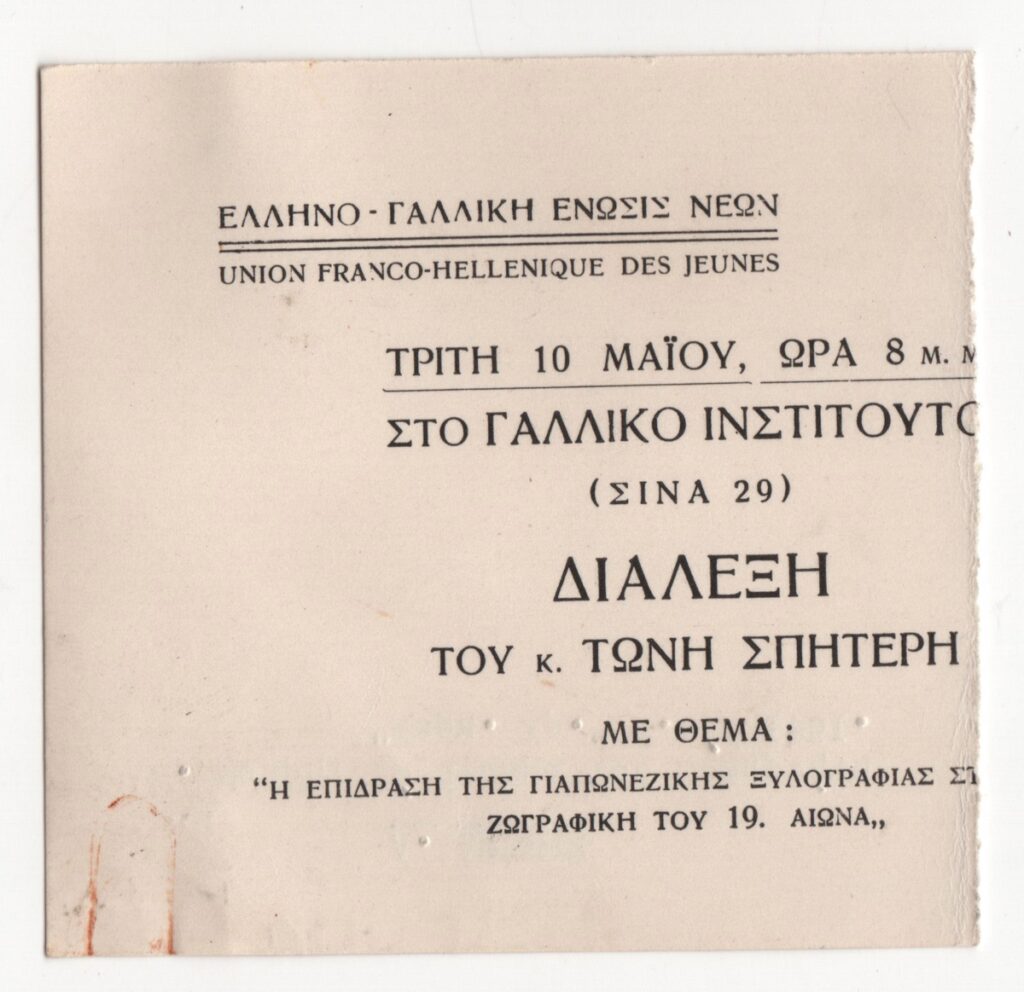 ΕΛΛΗΝΟ - ΓΑΛΛΙΚΗ ΕΝΩΣΙΣ ΝΕΩΝ
UNION FRANCO-HELLENIQUE DES JEUNES
ΤΡΙΤΗ 10 ΜΑΪΟΥ, ΩΡΑ 8 Μ.
ΣΤΟ ΓΑΛΛΙΚΟ ΙΝΣΤΙΤΟΥΤΟ
(ΣΙΝΑ 29)
ΔΙΑΛΕΞΗ
ΤΟΥ κ. ΤΩΝΗ ΣΠΗΤΕΡΗ
ΜΕ ΘΕΜΑ :
“Η ΕΠΙΔΡΑΣΗ ΤΗΣ ΓΙΑΠΩΝΕΖΙΚΗΣ ΞΥΛΟΓΡΑΦΙΑΣ
ΖΩΓΡΑΦΙΚΗ ΤΟΥ 19. ΑΙΩΝΑ„